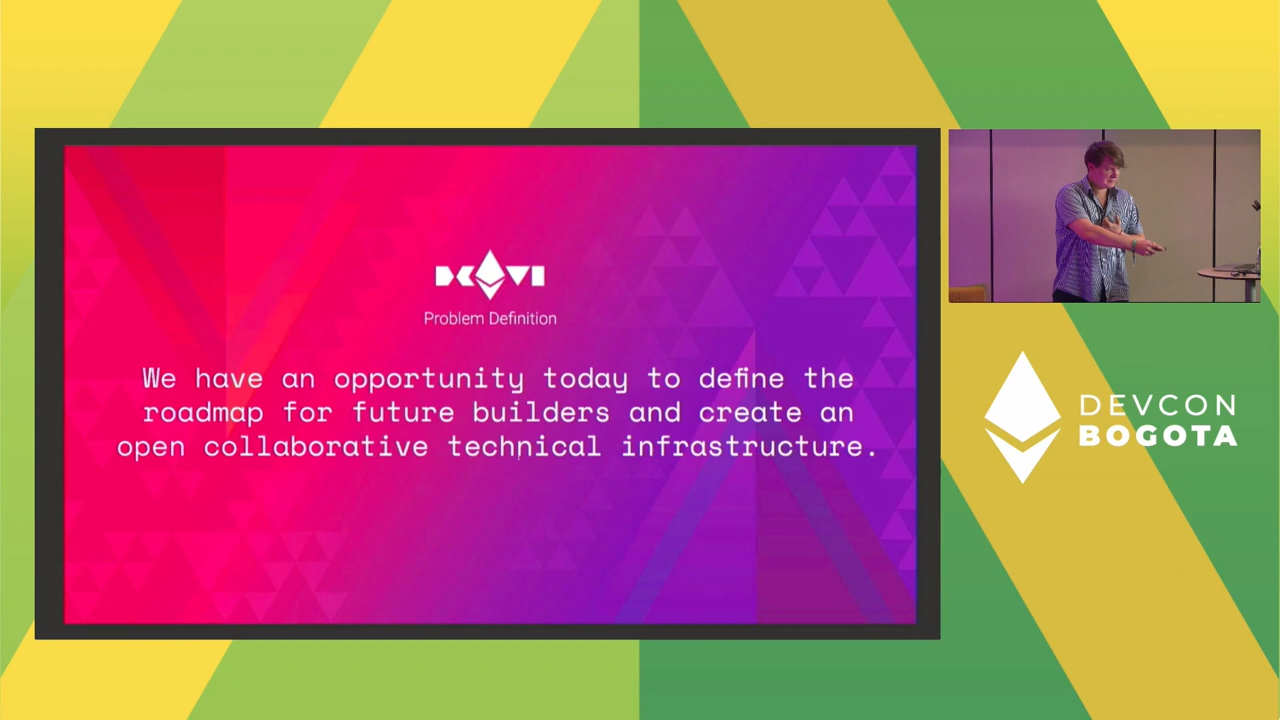 Problem Definition
We have an opportunity today to define the
roadmap for future builders and create an
open collaborative technical infrastructure.
DEVCON
BOGOTA